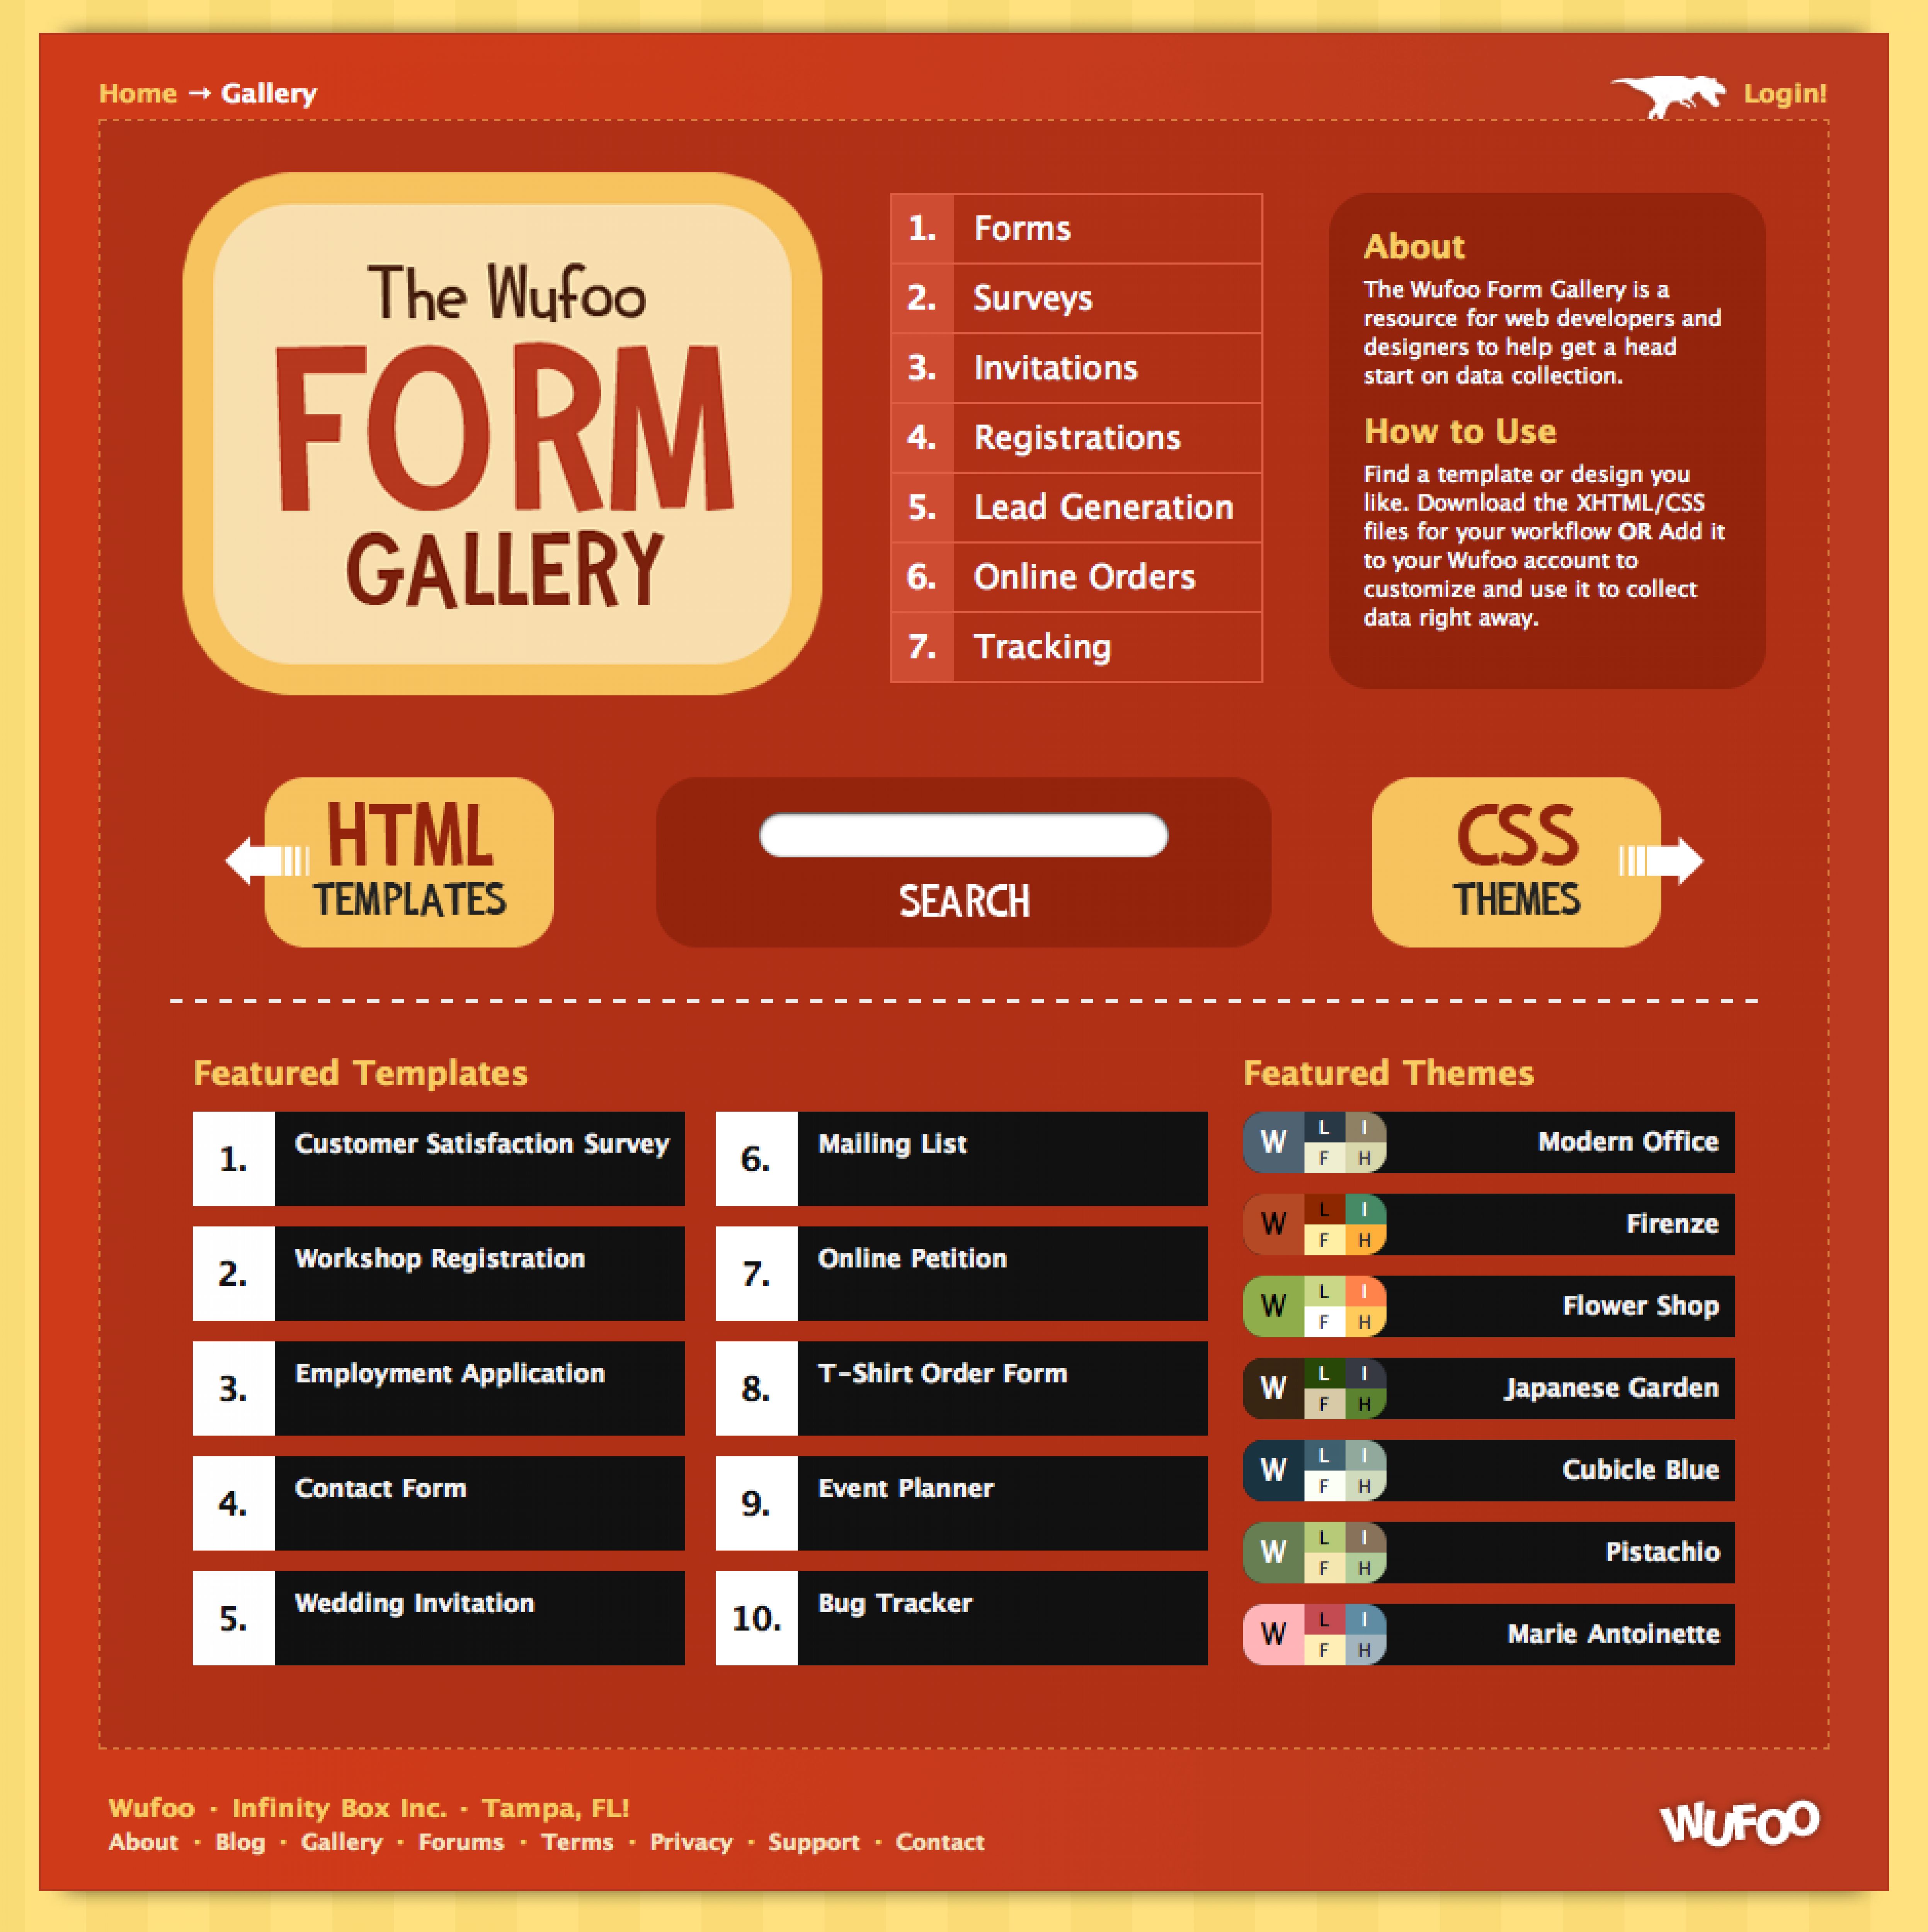 Home → Gallery
Login!
The Wufoo
FORM
GALLERY
1. Forms
2. Surveys
3. Invitations
4. Registrations
5. Lead Generation
6. Online Orders
7. Tracking
About
The Wufoo Form Gallery is a
resource for web developers and
designers to help get a head
start on data collection.
How to Use
Find a template or design you
like. Download the XHTML/CSS
files for your workflow OR Add it
to your Wufoo account to
customize and use it to collect
data right away.
HTML
TEMPLATES
SEARCH
CSS
THEMES
Featured Templates
1. Customer Satisfaction Survey
2. Workshop Registration
3. Employment Application
4. Contact Form
5. Wedding Invitation
6. Mailing List
7. Online Petition
8. T-Shirt Order Form
9. Event Planner
10. Bug Tracker
Featured Themes
W L I F H Modern Office
W L I F H Firenze
W L I F H Flower Shop
W L I F H Japanese Garden
W L I F H Cubicle Blue
W L I F H Pistachio
W L I F H Marie Antoinette
Wufoo · Infinity Box Inc. · Tampa, FL!
About · Blog · Gallery · Forums · Terms · Privacy · Support · Contact
WUFOO